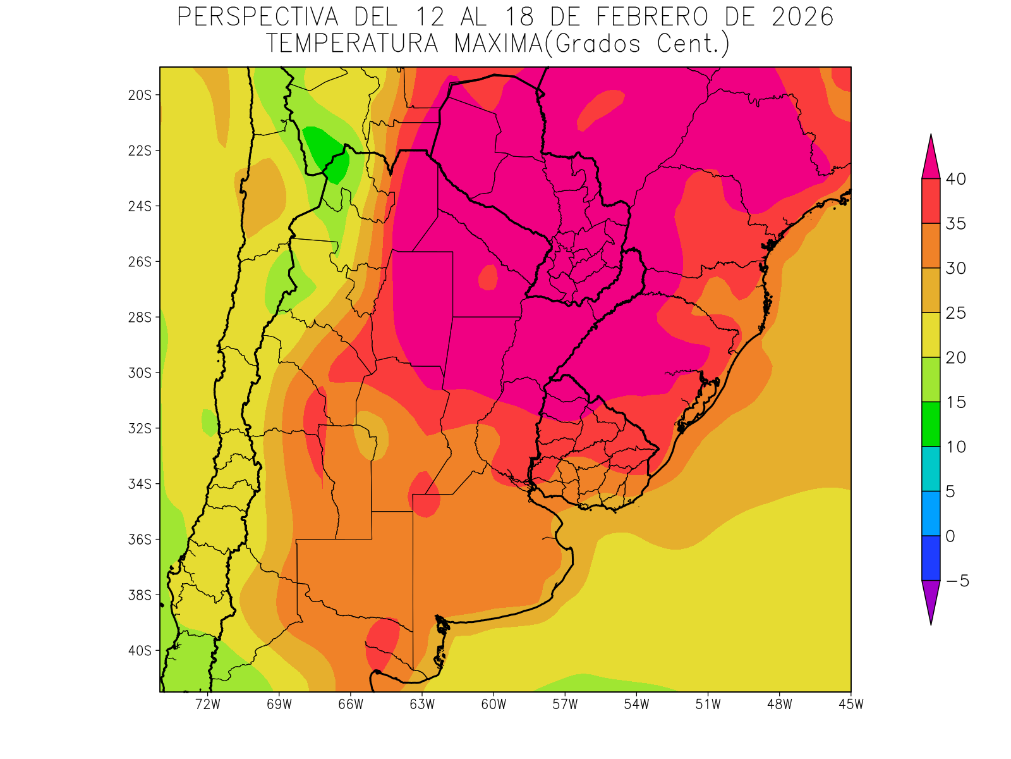 PERSPECTIVA DEL 12 AL 18 DE FEBRERO DE 2026
TEMPERATURA MAXIMA(Grados Cent.)
20S
22S
24S
26S
28S
30S
32S
34S
36S
38S
40S
72W 69W 66W 63W 60W 57W 54W 51W 48W 45W
40
35
30
25
20
15
10
5
0
−5